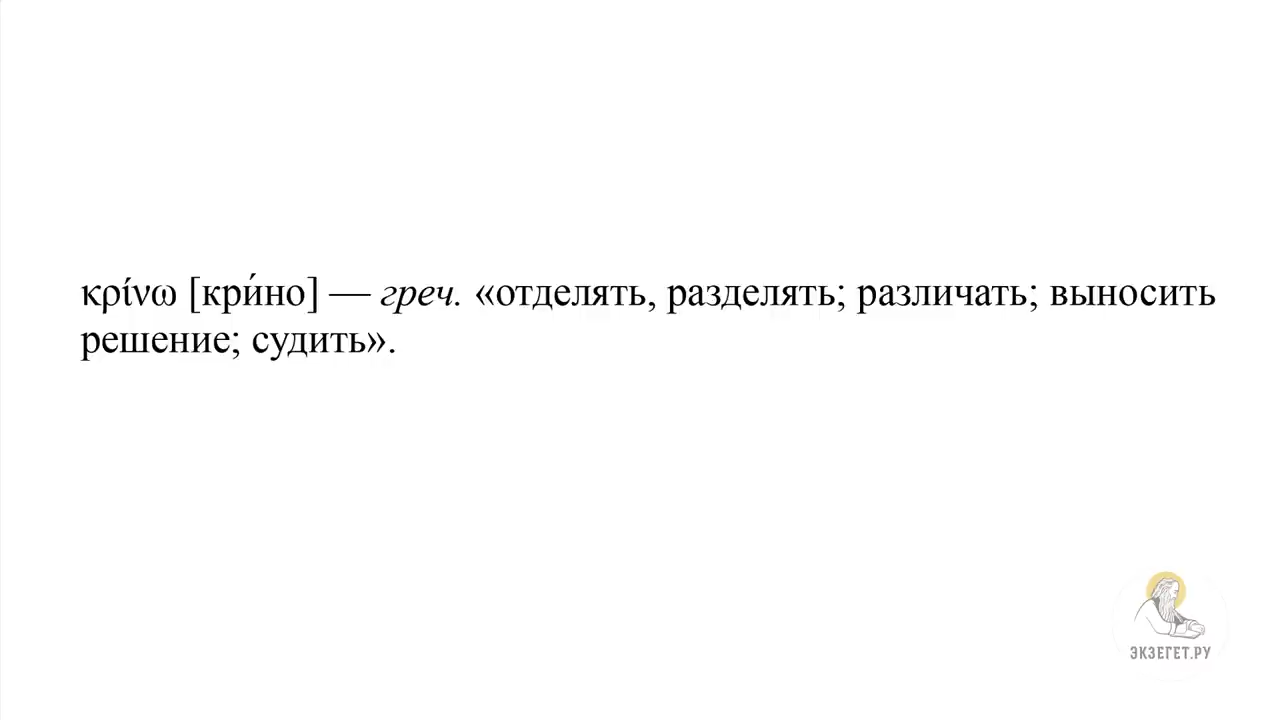 κρίνω [кри́но] — греч. «отделять, разделять; различать; выносить
решение; судить».
ЭКЗЕГЕТ.РУ